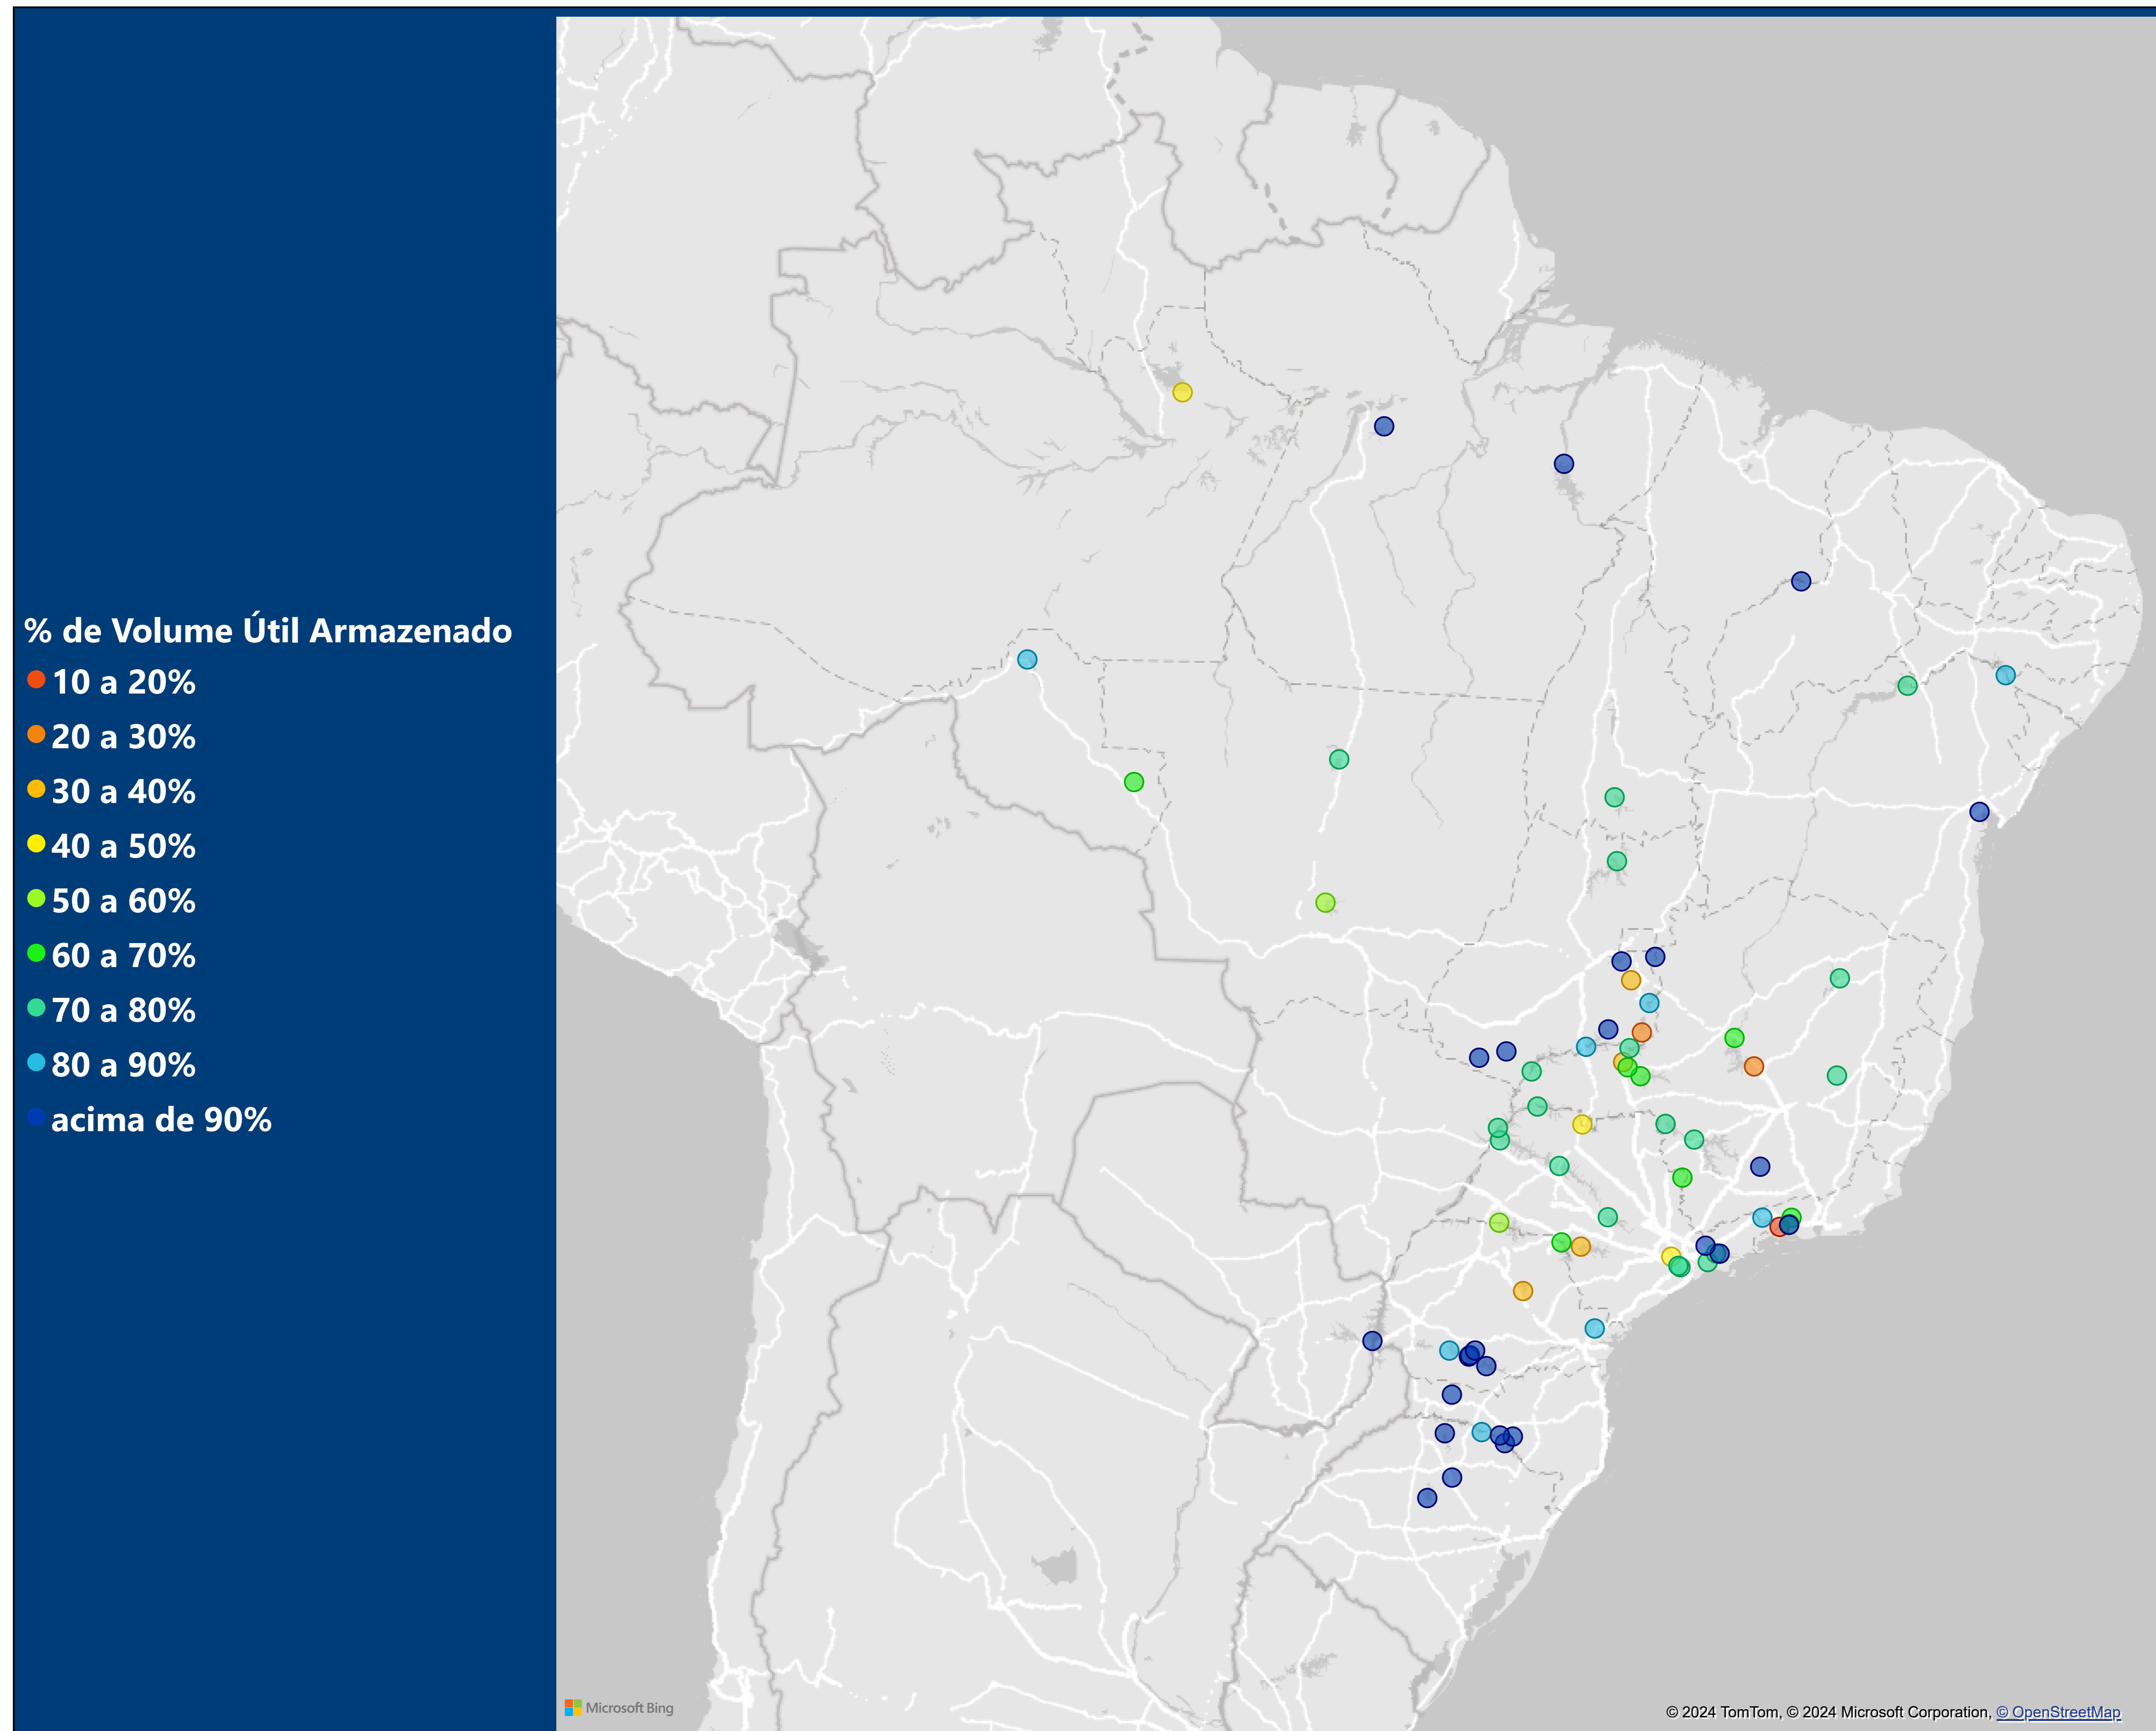 % de Volume Útil Armazenado
10 a 20%
20 a 30%
30 a 40%
40 a 50%
50 a 60%
60 a 70%
70 a 80%
80 a 90%
acima de 90%
Microsoft Bing
© 2024 TomTom, © 2024 Microsoft Corporation, © OpenStreetMap